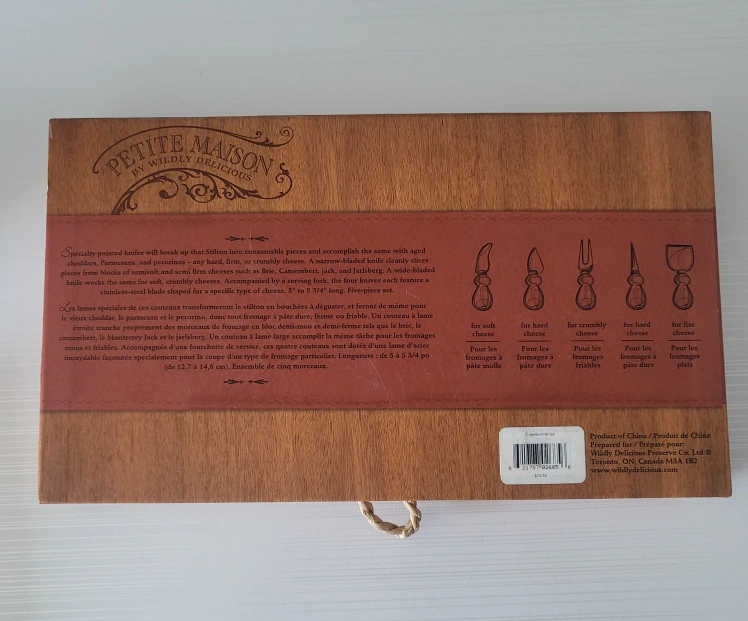 PETITE MAISON
BY WILDLY DELICIOUS
Specialty pointed knives will break up that Stilton into consumable pieces and accomplish the same with aged
cheddars, Parmesans, and pecorinos – any hard, firm, or crumbly cheese. A narrow-bladed knife cleanly slices
pieces from blocks of semisoft and semi firm cheeses such as Brie, Camembert, jack, and Jarlsberg. A wide-bladed
knife works the same for soft, crumbly cheeses. Accompanied by a serving fork, the four knives each feature a
stainless-steel blade shaped for a specific type of cheese. 5" to 5 3/4" long. Five-piece set.
Les lames spéciales de ces couteaux transformeront le stilton en bouchées à déguster, et feront de même pour
le vieux cheddar, le parmesan et le pecorino, donc tout fromage à pâte dure, ferme ou friable. Un couteau à lame
étroite tranche proprement des morceaux de fromage en bloc demi-mou et demi-ferme tels que le brie, le
camembert, le Monterrey Jack et le jarlsberg. Un couteau à lame large accomplit la même tâche pour les fromages
mous et friables. Accompagnés d'une fourchette de service, ces quatre couteaux sont dotés d'une lame d'acier
inoxydable façonnée specialement pour la coupe d'un type de fromage particulier. Longueurs : de 5 à 5 3/4 po
(de 12,7 à 14,6 cm). Ensemble de cinq morceaux.
for soft
cheese
Pour les
fromages à
pâte molle
for hard
cheese
Pour les
fromages à
pâte dure
for crumbly
cheese
Pour les
fromages
friables
for hard
cheese
Pour les
fromages à
pâte dure
for flat
cheese
Pour les
fromages
plats
6 21787 02685 6
Product of China / Produit de Chine
Prepared for / Préparé pour:
Wildly Delicious Preserve Co. Ltd.®
Toronto, ON. Canada M3A 1B2
www.wildlydelicious.com